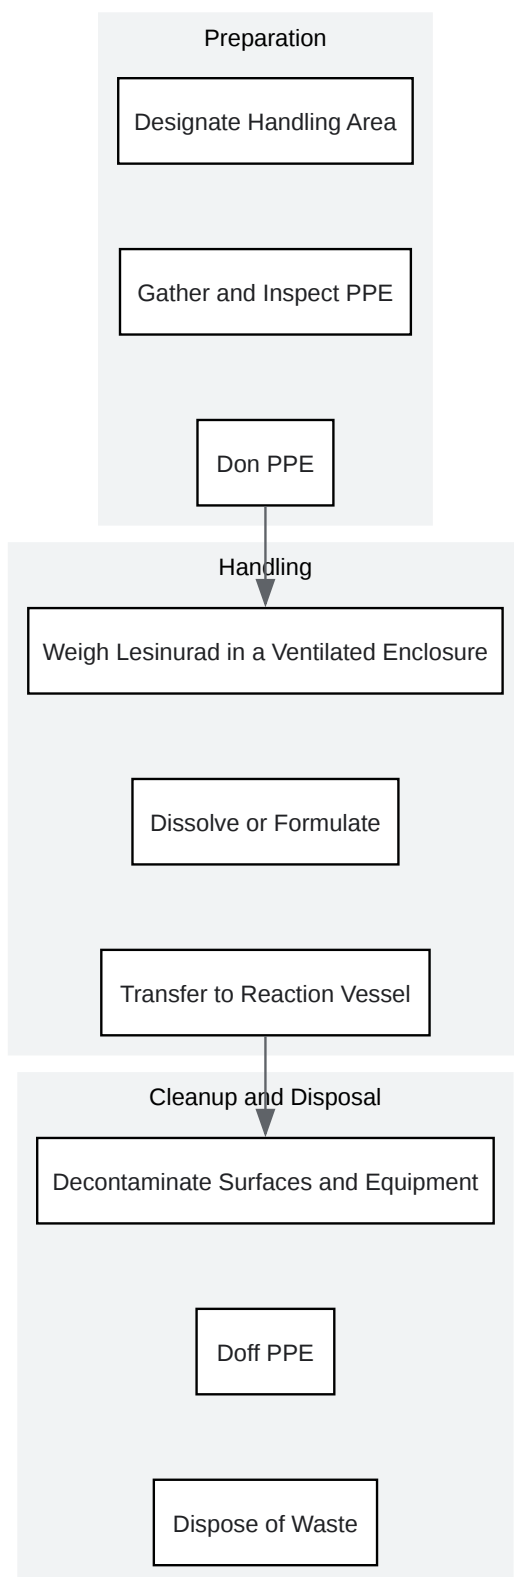 Preparation
Designate Handling Area
Gather and Inspect PPE
Don PPE
Handling
Weigh Lesinurad in a Ventilated Enclosure
Dissolve or Formulate
Transfer to Reaction Vessel
Cleanup and Disposal
Decontaminate Surfaces and Equipment
Doff PPE
Dispose of Waste